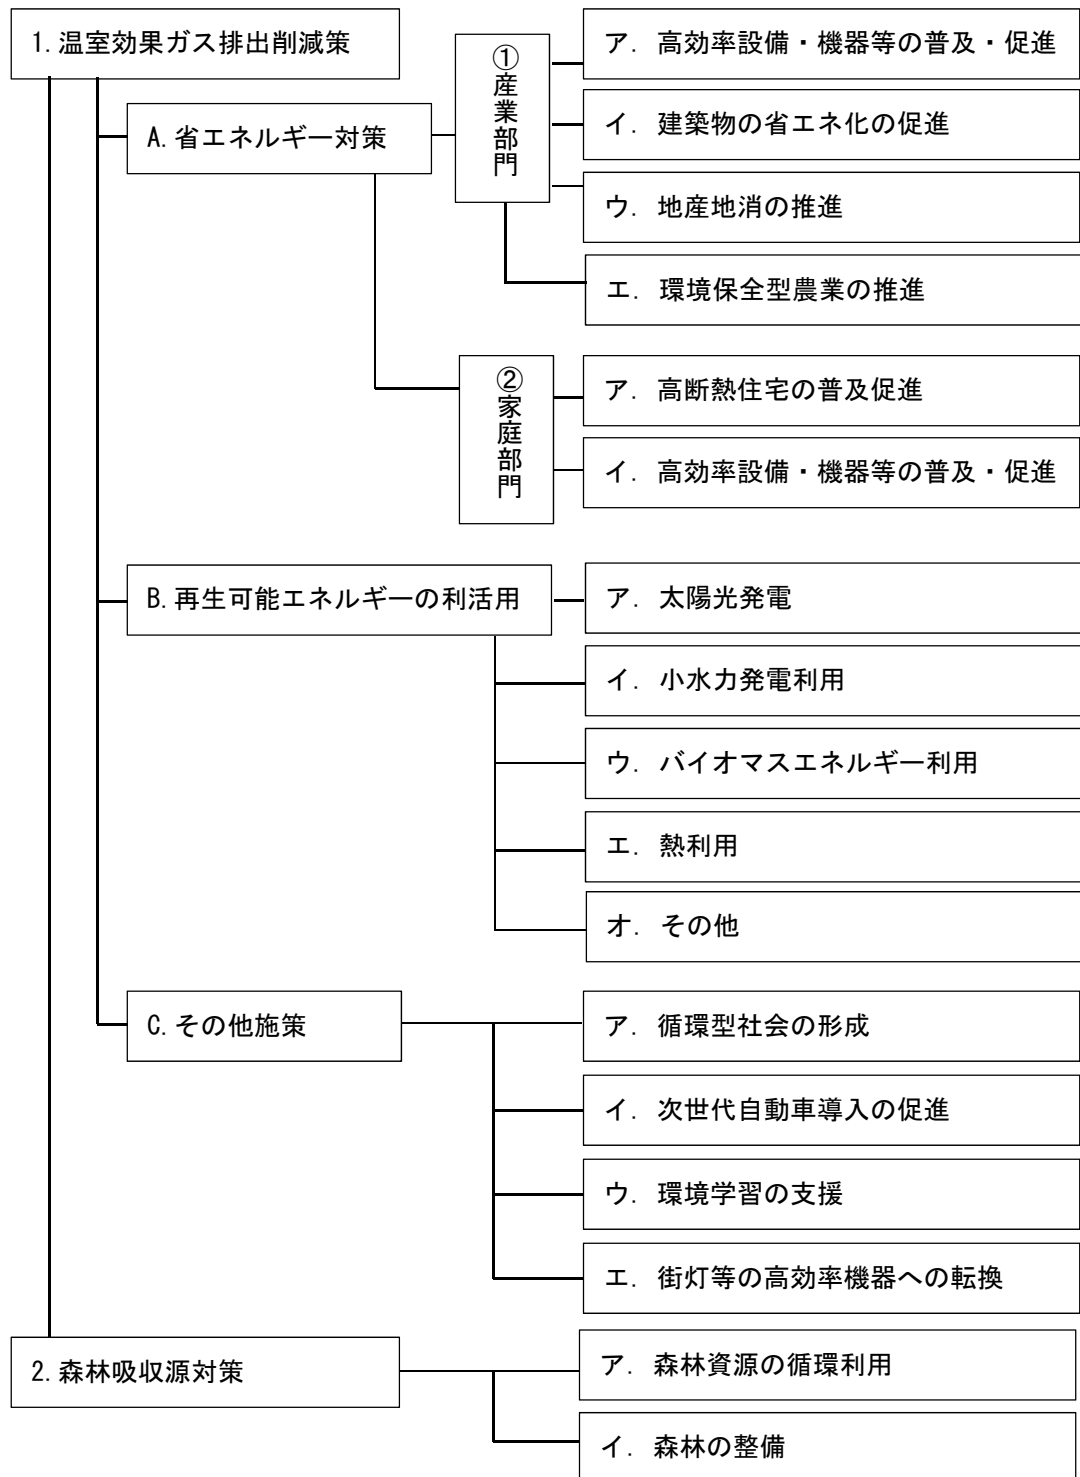 1.温室効果ガス排出削減策
A.省エネルギー対策
①産業部門
ア. 高効率設備・機器等の普及・促進
イ. 建築物の省エネ化の促進
ウ. 地産地消の推進
エ. 環境保全型農業の推進
②家庭部門
ア. 高断熱住宅の普及促進
イ. 高効率設備・機器等の普及・促進
B.再生可能エネルギーの利活用
ア. 太陽光発電
イ. 小水力発電利用
ウ. バイオマスエネルギー利用
エ. 熱利用
オ. その他
C.その他施策
ア. 循環型社会の形成
イ. 次世代自動車導入の促進
ウ. 環境学習の支援
エ. 街灯等の高効率機器への転換
2.森林吸収源対策
ア. 森林資源の循環利用
イ. 森林の整備